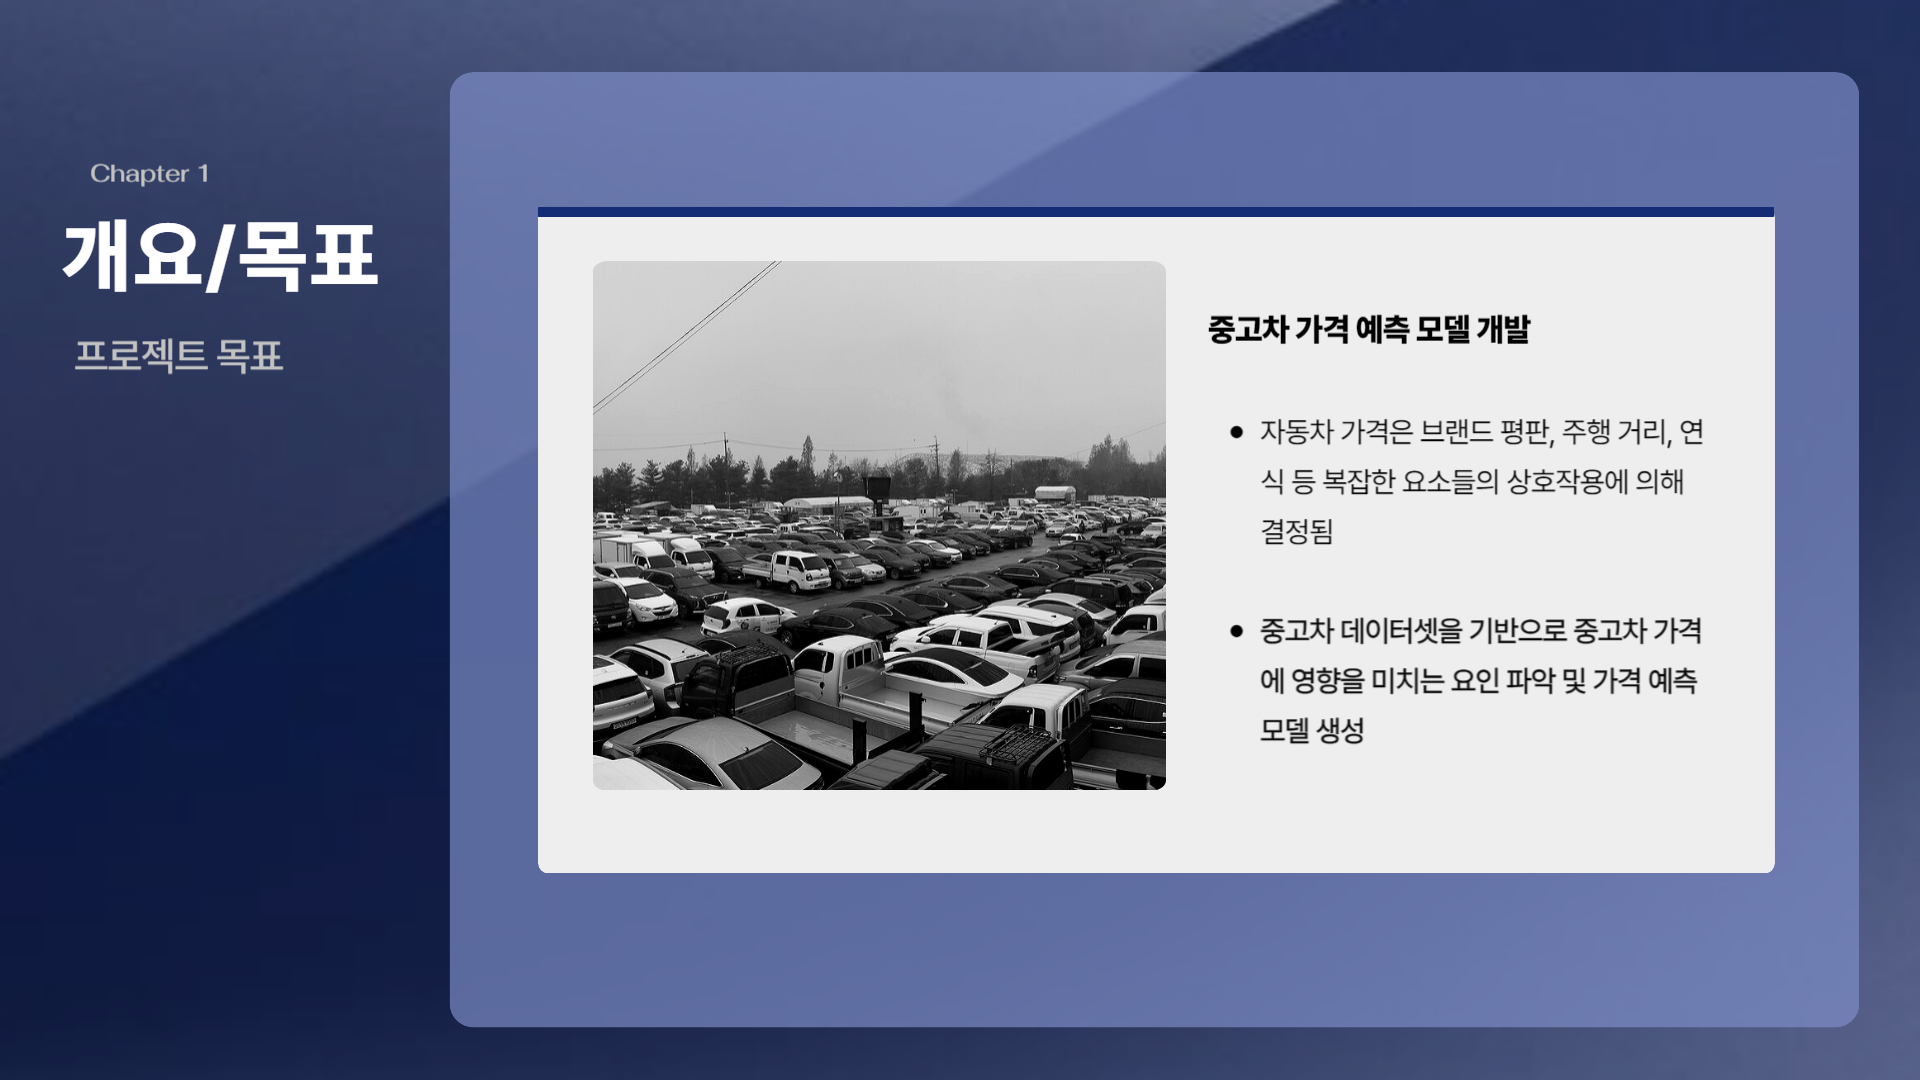 Chapter 1
개요/목표
프로젝트 목표
중고차 가격 예측 모델 개발
● 자동차 가격은 브랜드 평판, 주행 거리, 연
식 등 복잡한 요소들의 상호작용에 의해
결정됨
● 중고차 데이터셋을 기반으로 중고차 가격
에 영향을 미치는 요인 파악 및 가격 예측
모델 생성